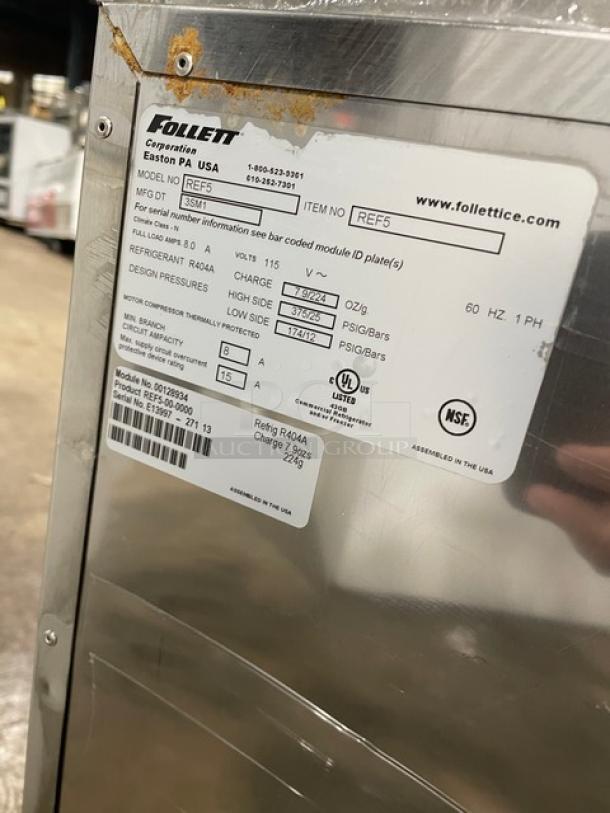 FOLLETT
Corporation
Easton PA USA
1-800-523-9361
610-252-7301
www.follettice.com
MODEL NO REF5 ITEM NO REF5
MFG DT 3SM1
For serial number information see bar coded module ID plate(s)
Climate Class - N
FULL LOAD AMPS 8.0 A VOLTS 115 V ~ 60 HZ 1 PH
REFRIGERANT R404A CHARGE 7.9/224 OZ/g
DESIGN PRESSURES HIGH SIDE 375/25 PSIG/Bars
LOW SIDE 174/12 PSIG/Bars
MOTOR COMPRESSOR THERMALLY PROTECTED
MIN. BRANCH
CIRCUIT AMPACITY 8 A
Max. supply circuit overcurrent
protective device rating 15 A
C UL US
LISTED
43GB
Commercial Refrigerator
and/or Freezer
NSF
ASSEMBLED IN THE USA
Module No. 00128934
Product REF5-00-0000
Serial No. E13997 - 271 13
Refrig R404A
Charge 7.9ozs
224g
ASSEMBLED IN THE USA
AUCTION GROUP